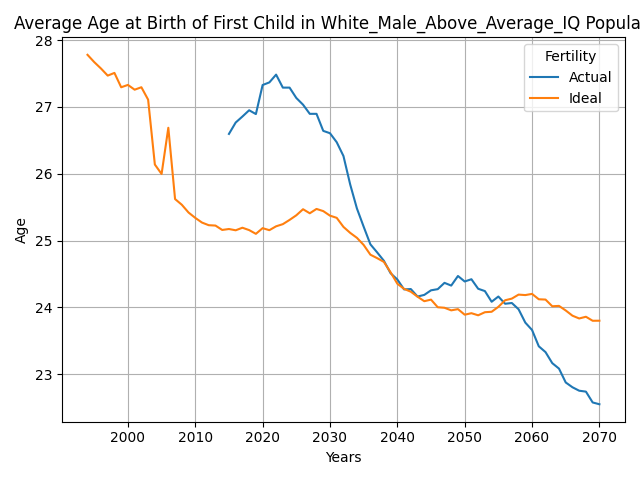 Average Age at Birth of First Child in White_Male_Above_Average_IQ Popula
Fertility
Actual
Ideal
28
27
26
25
24
23
Age
2000 2010 2020 2030 2040 2050 2060 2070
Years